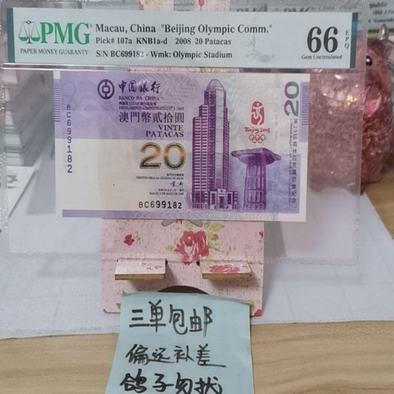 PMG
PAPER MONEY GUARANTY
Macau, China "Beijing Olympic Comm."
Pick# 107a KNB1a-d 2008 20 Patacas
S/N BC699182 - Wmk: Olympic Stadium
66 EPQ
Gem Uncirculated
中國銀行
BANCO DA CHINA
澳門幣貳拾圓
VINTE
PATACAS
20
BC699182
BC699182
Beijing 2008
20
三单包邮
偏远补差
鸽子勿扰